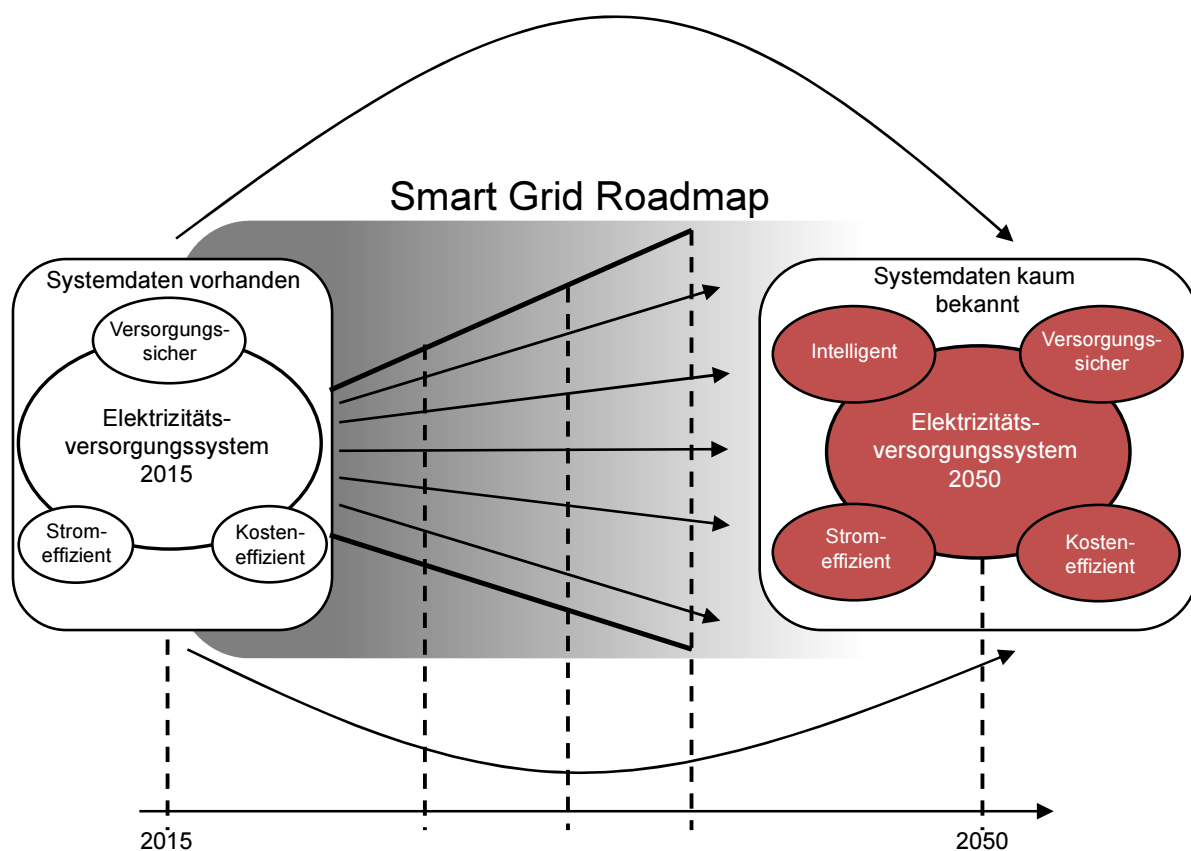 Smart Grid Roadmap
Systemdaten vorhanden
Versorgungs-
sicher
Elektrizitäts-
versorgungssystem
2015
Strom-
effizient
Kosten-
effizient
Systemdaten kaum
bekannt
Intelligent
Versorgungs-
sicher
Elektrizitäts-
versorgungssystem
2050
Strom-
effizient
Kosten-
effizient
2015
2050